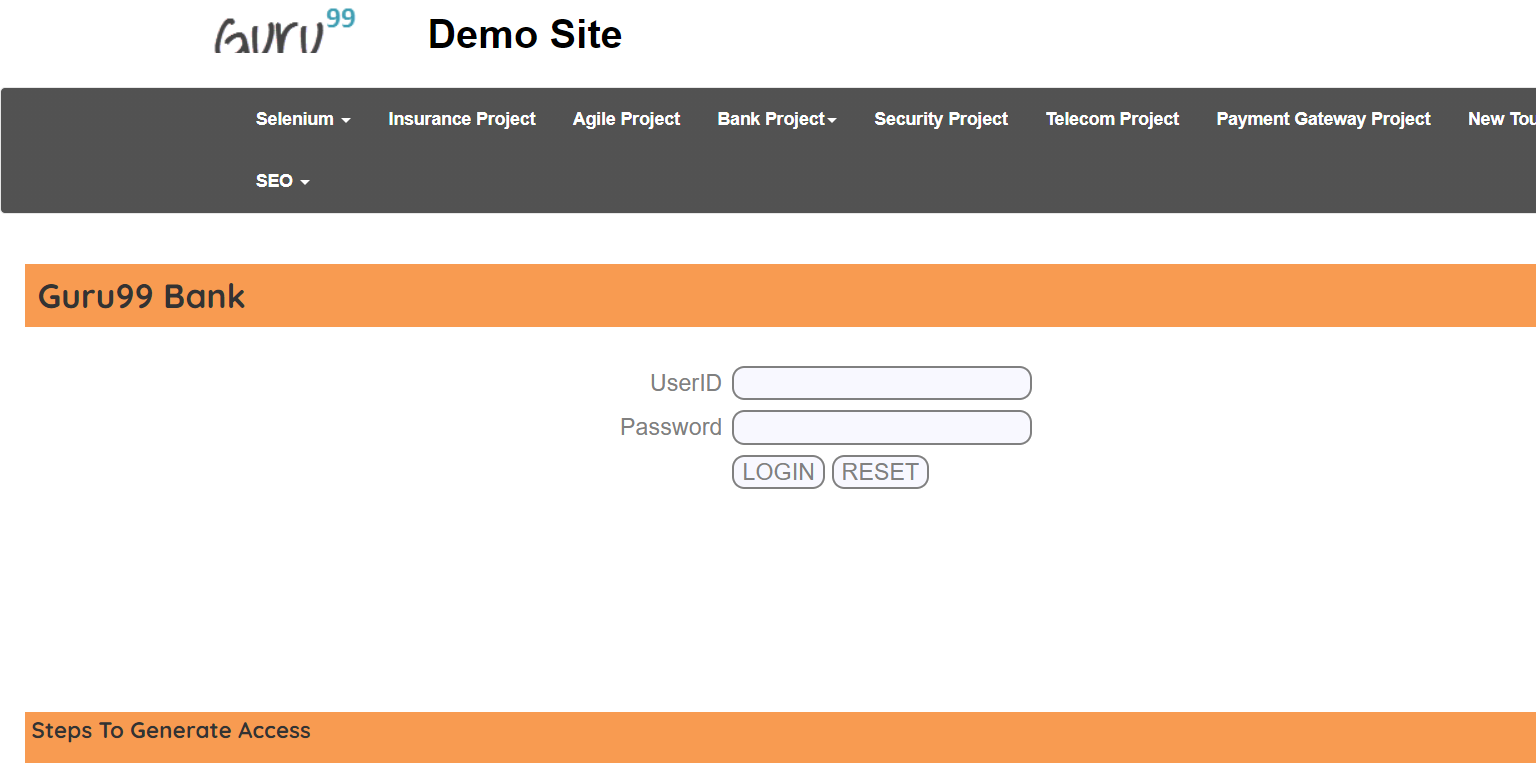 Guru99 Demo Site
Selenium Insurance Project Agile Project Bank Project Security Project Telecom Project Payment Gateway Project New Tou
SEO
Guru99 Bank
UserID
Password
LOGIN RESET
Steps To Generate Access